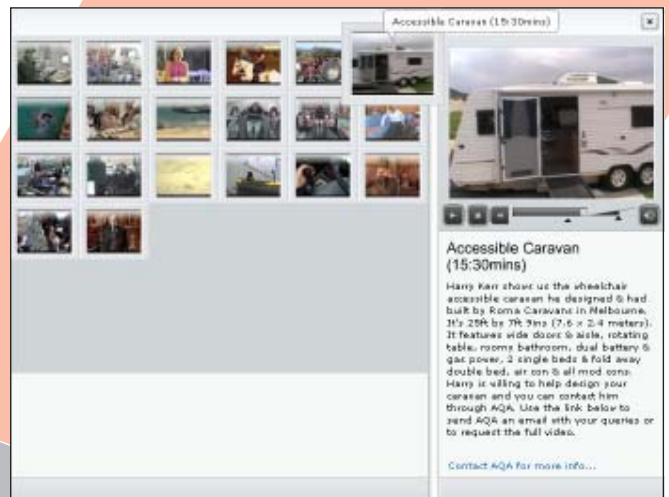 Accessible Caravan (15:30mins)
Accessible Caravan
(15:30mins)
Harry Kerr shows us the wheelchair
accessible caravan he designed & had
built by Roma Caravans in Melbourne.
It's 25ft by 7ft 9ins (7.6 x 2.4 meters).
It features wide doors & aisle, rotating
table, roomy bathroom, dual battery &
gas power, 2 single beds & fold away
double bed, air con & all mod cons.
Harry is willing to help design your
caravan and you can contact him
through AQA. Use the link below to
send AQA an email with your queries or
to request the full video.
Contact AQA for more info...